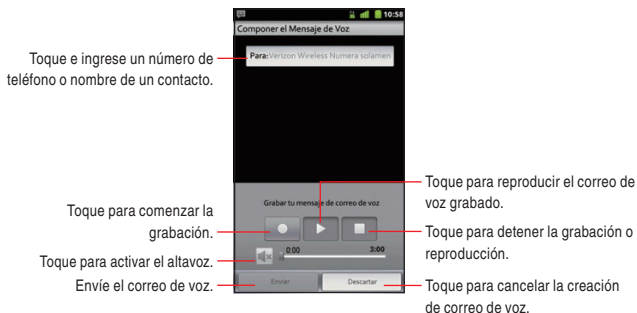 10:58
Componer el Mensaje de Voz
Para:Verizon Wireless Numera solamen
Toque e ingrese un número de
teléfono o nombre de un contacto.
Grabar tu mensaje de correo de voz
Toque para comenzar la
grabación.
Toque para reproducir el correo de
voz grabado.
Toque para detener la grabación o
reproducción.
0:00
3:00
Toque para activar el altavoz.
Enviar
Descartar
Envíe el correo de voz.
Toque para cancelar la creación
de correo de voz.